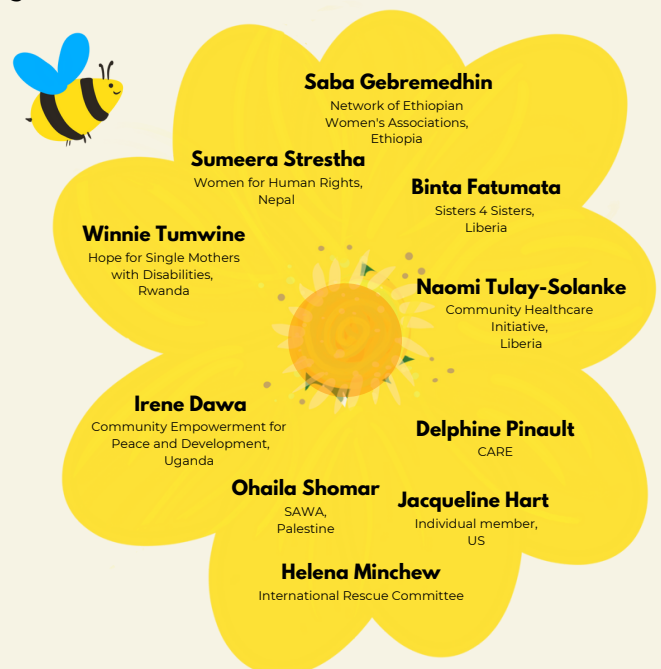 Saba Gebremedhin
Network of Ethiopian
Women's Associations,
Ethiopia
Sumeera Strestha
Women for Human Rights,
Nepal
Binta Fatumata
Sisters 4 Sisters,
Liberia
Winnie Tumwine
Hope for Single Mothers
with Disabilities,
Rwanda
Naomi Tulay-Solanke
Community Healthcare
Initiative,
Liberia
Irene Dawa
Community Empowerment for
Peace and Development,
Uganda
Delphine Pinault
CARE
Ohaila Shomar
SAWA,
Palestine
Jacqueline Hart
Individual member,
US
Helena Minchew
International Rescue Committee